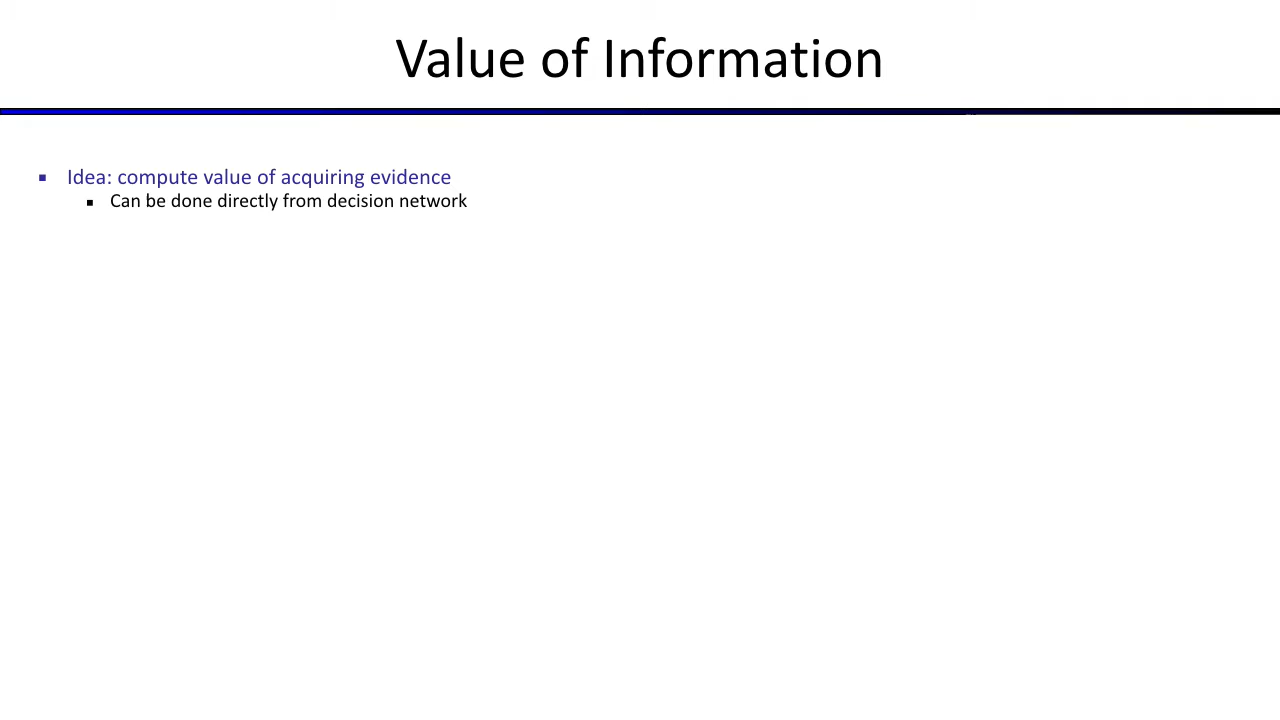 Value of Information
Idea: compute value of acquiring evidence
Can be done directly from decision network